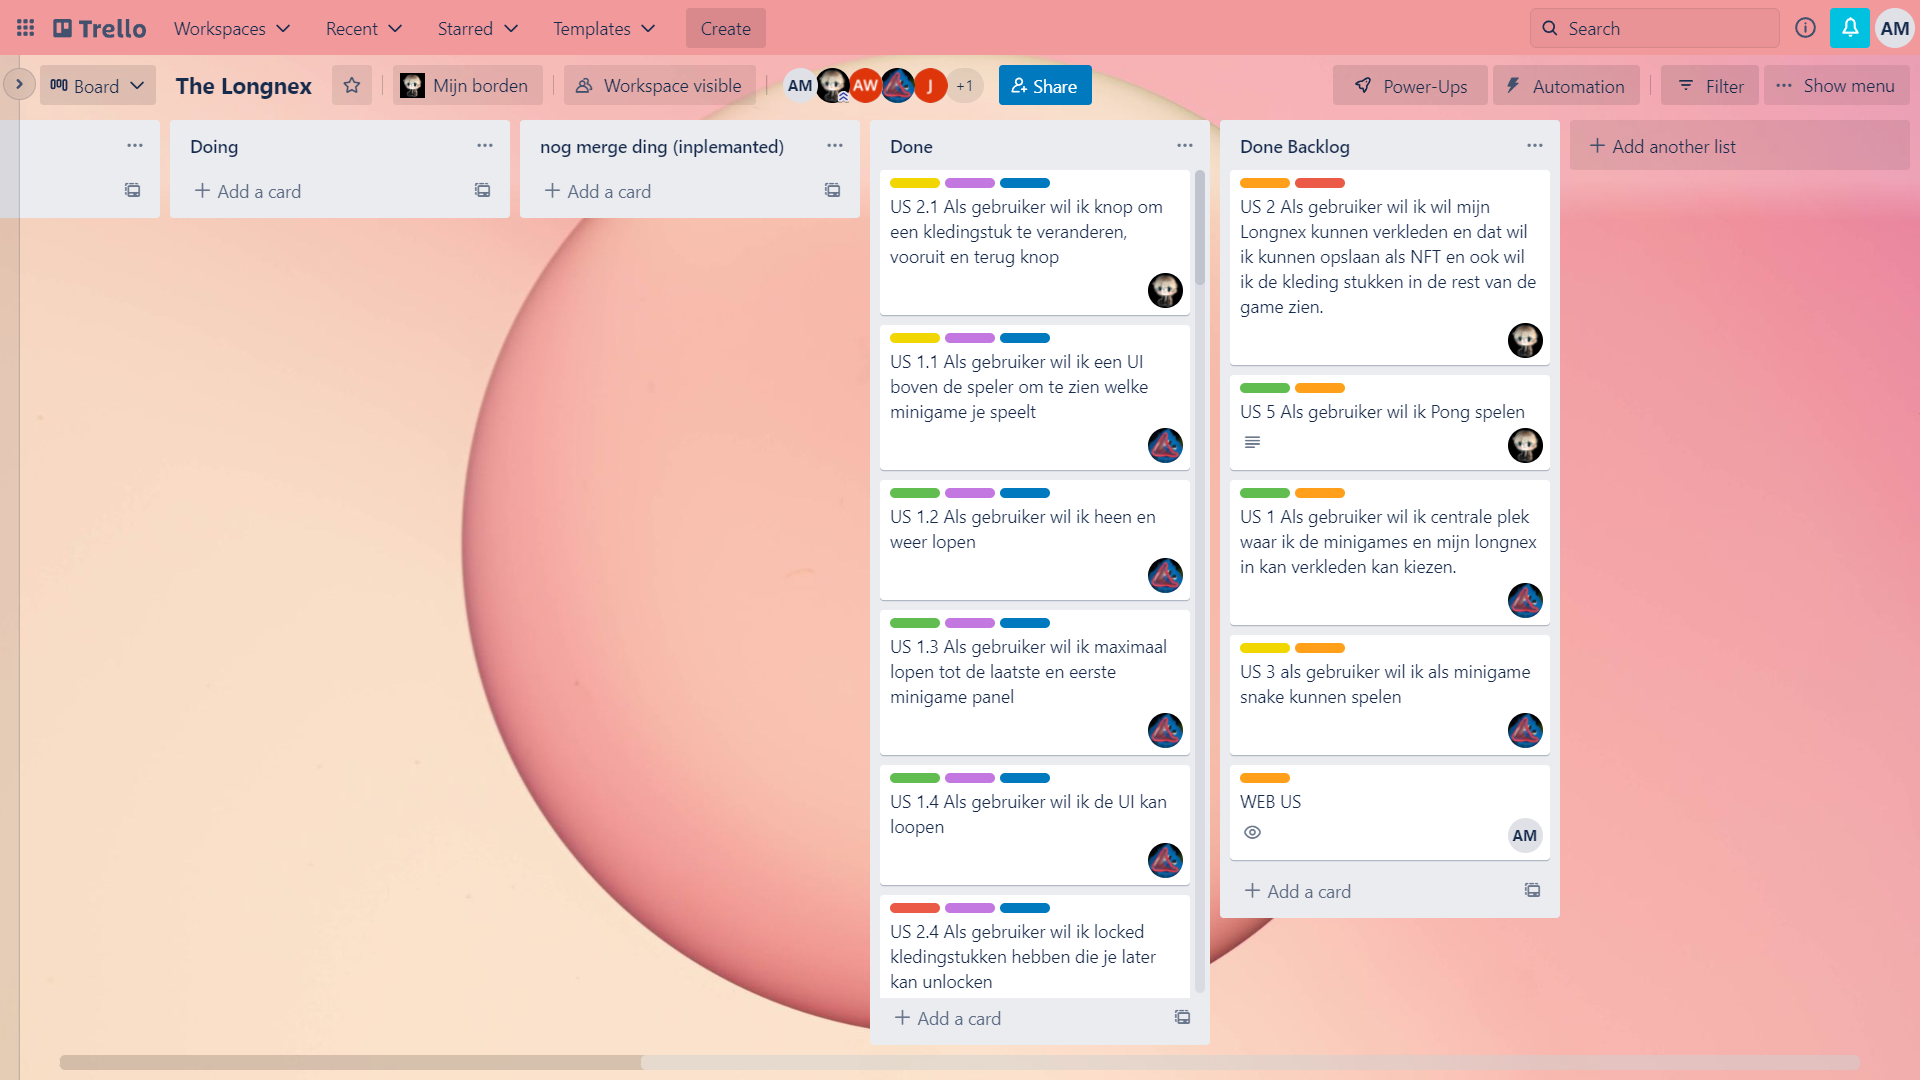 Trello
Workspaces
Recent
Starred
Templates
Create
Search
AM
Board
The Longnex
Mijn borden
Workspace visible
AM
AW
J
+1
Share
Power-Ups
Automation
Filter
Show menu
Doing
Add a card
nog merge ding (inplemanted)
Add a card
Done
US 2.1 Als gebruiker wil ik knop om
een kledingstuk te veranderen,
vooruit en terug knop
US 1.1 Als gebruiker wil ik een UI
boven de speler om te zien welke
minigame je speelt
US 1.2 Als gebruiker wil ik heen en
weer lopen
US 1.3 Als gebruiker wil ik maximaal
lopen tot de laatste en eerste
minigame panel
US 1.4 Als gebruiker wil ik de UI kan
loopen
US 2.4 Als gebruiker wil ik locked
kledingstukken hebben die je later
kan unlocken
Add a card
Done Backlog
US 2 Als gebruiker wil ik wil mijn
Longnex kunnen verkleden en dat wil
ik kunnen opslaan als NFT en ook wil
ik de kleding stukken in de rest van de
game zien.
US 5 Als gebruiker wil ik Pong spelen
US 1 Als gebruiker wil ik centrale plek
waar ik de minigames en mijn longnex
in kan verkleden kan kiezen.
US 3 als gebruiker wil ik als minigame
snake kunnen spelen
WEB US
AM
Add a card
Add another list